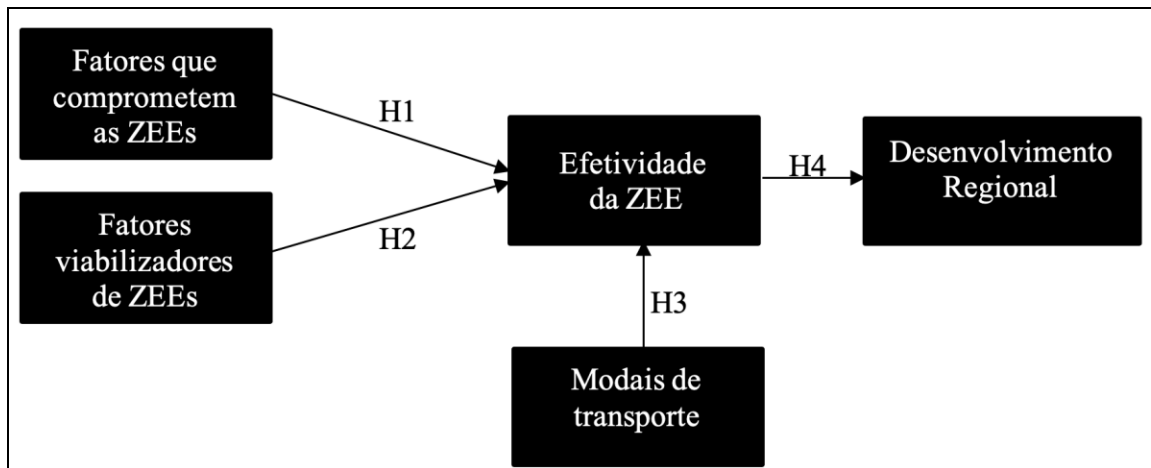 Fatores que
comprometem
as ZEEs
H1
Fatores
viabilizadores
de ZEEs
H2
Efetividade
da ZEE
H4
Desenvolvimento
Regional
H3
Modais de
transporte